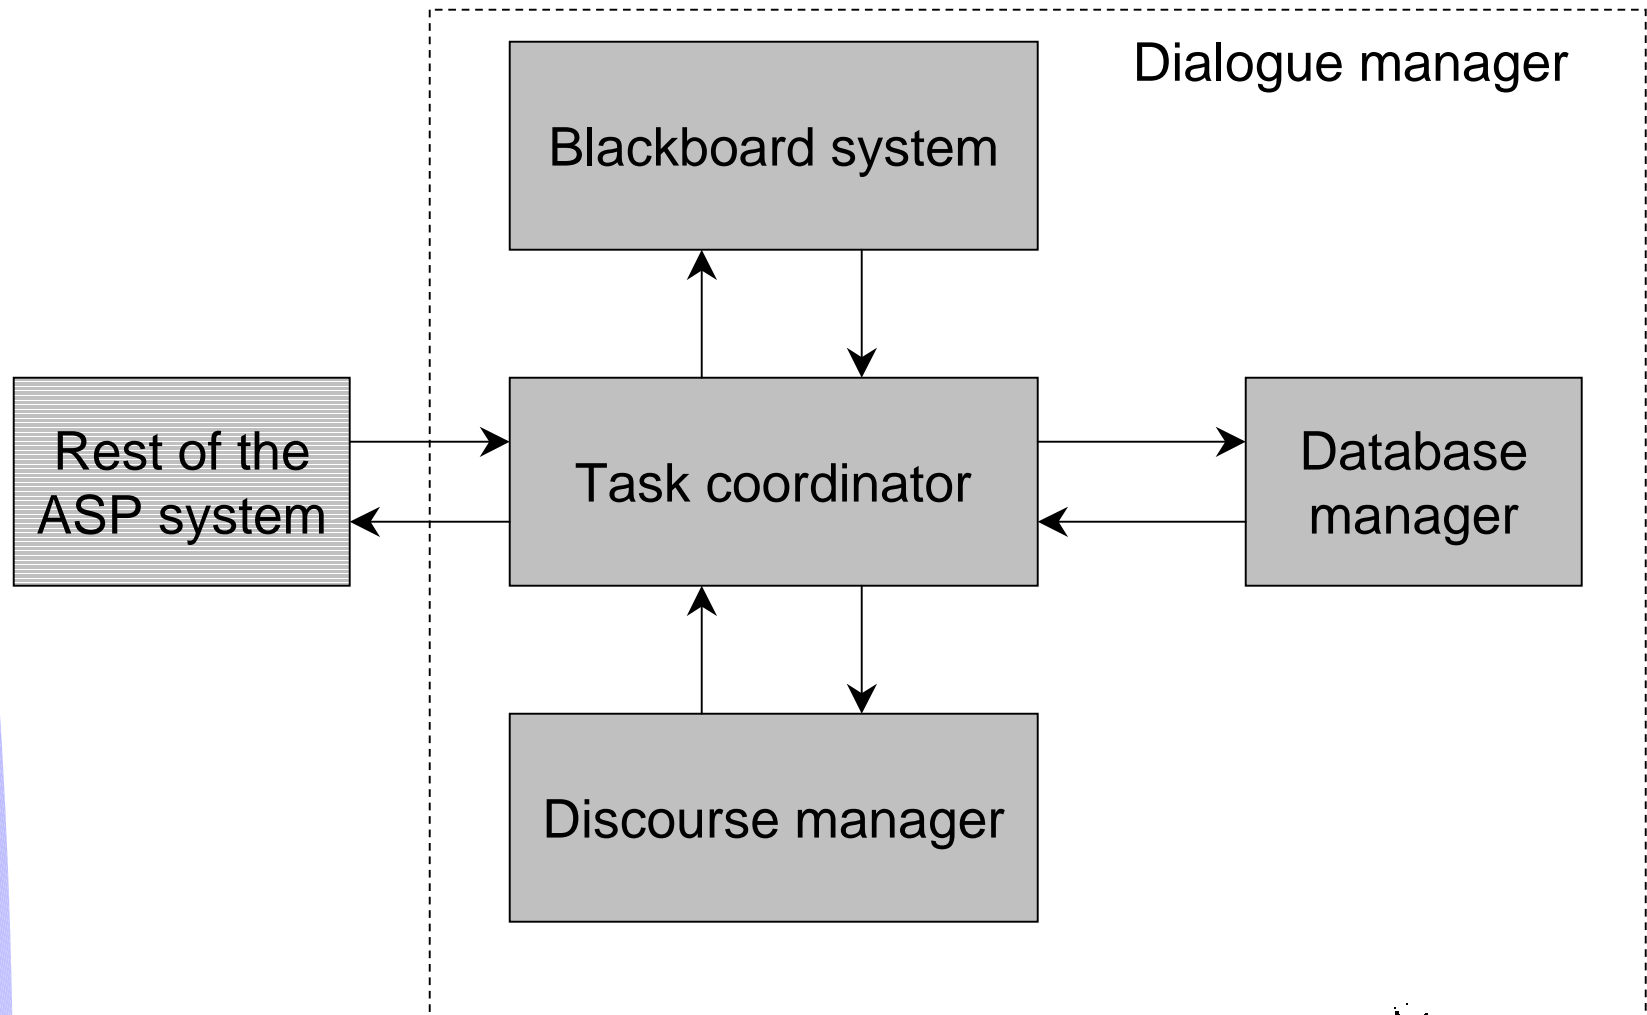 Dialogue manager
Blackboard system
Rest of the
ASP system
Task coordinator
Database
manager
Discourse manager